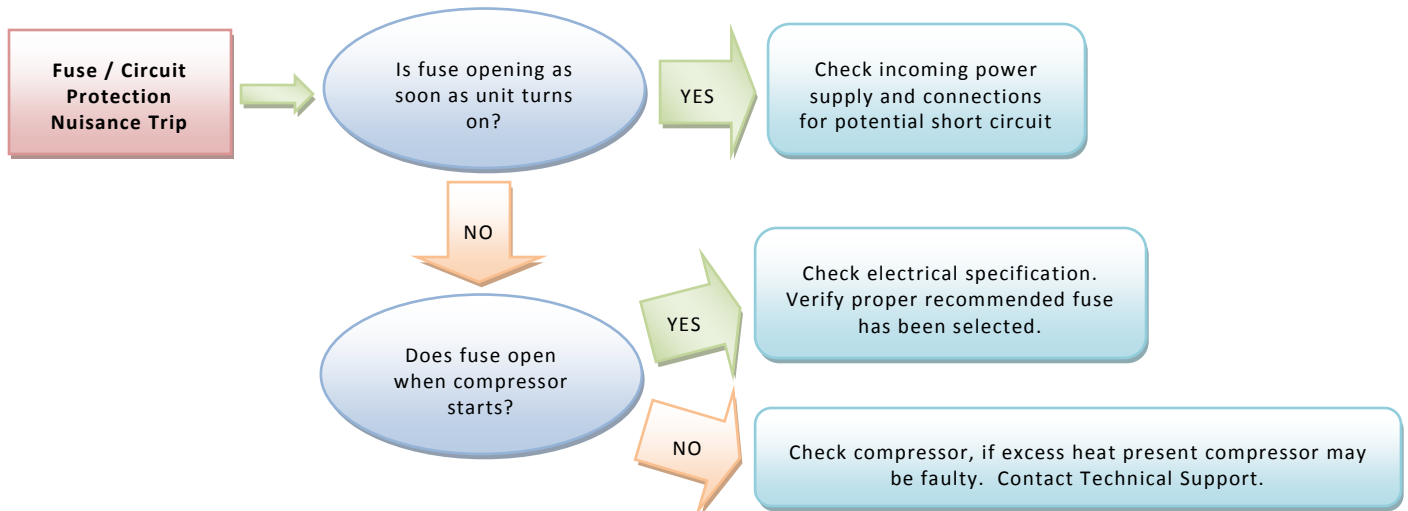 Fuse / Circuit
Protection
Nuisance Trip
Is fuse opening as
soon as unit turns
on?
YES
Check incoming power
supply and connections
for potential short circuit
NO
Does fuse open
when compressor
starts?
YES
Check electrical specification.
Verify proper recommended fuse
has been selected.
NO
Check compressor, if excess heat present compressor may
be faulty. Contact Technical Support.